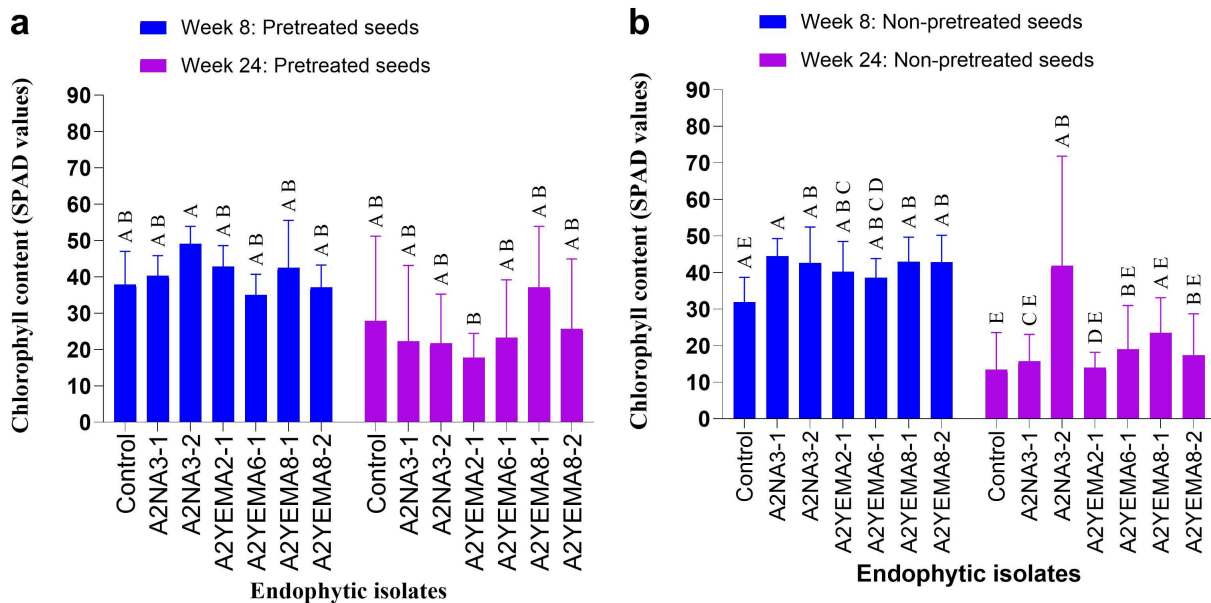 a
Week 8: Pretreated seeds
Week 24: Pretreated seeds
Chlorophyll content (SPAD values)
90
80
70
60
50
40
30
20
10
0
A B
A B
A
A B
A B
A B
A B
A B
A B
A B
B
A B
A B
A B
Control
A2NA3-1
A2NA3-2
A2YEMA2-1
A2YEMA6-1
A2YEMA8-1
A2YEMA8-2
Control
A2NA3-1
A2NA3-2
A2YEMA2-1
A2YEMA6-1
A2YEMA8-1
A2YEMA8-2
Endophytic isolates
b
Week 8: Non-pretreated seeds
Week 24: Non-pretreated seeds
Chlorophyll content (SPAD values)
90
80
70
60
50
40
30
20
10
0
A E
A
A B
A B C
A B C D
A B
A B
E
C E
A B
D E
B E
A E
B E
Control
A2NA3-1
A2NA3-2
A2YEMA2-1
A2YEMA6-1
A2YEMA8-1
A2YEMA8-2
Control
A2NA3-1
A2NA3-2
A2YEMA2-1
A2YEMA6-1
A2YEMA8-1
A2YEMA8-2
Endophytic isolates